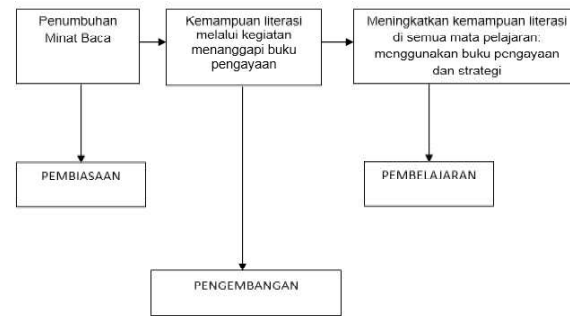 Penumbuhan
Minat Baca
Kemampuan literasi
melalui kegiatan
menanggapi buku
pengayaan
Meningkatkan kemampuan literasi
di semua mata pelajaran:
menggunakan buku pengayaan
dan strategi
PEMBIASAAN
PEMBELAJARAN
PENGEMBANGAN